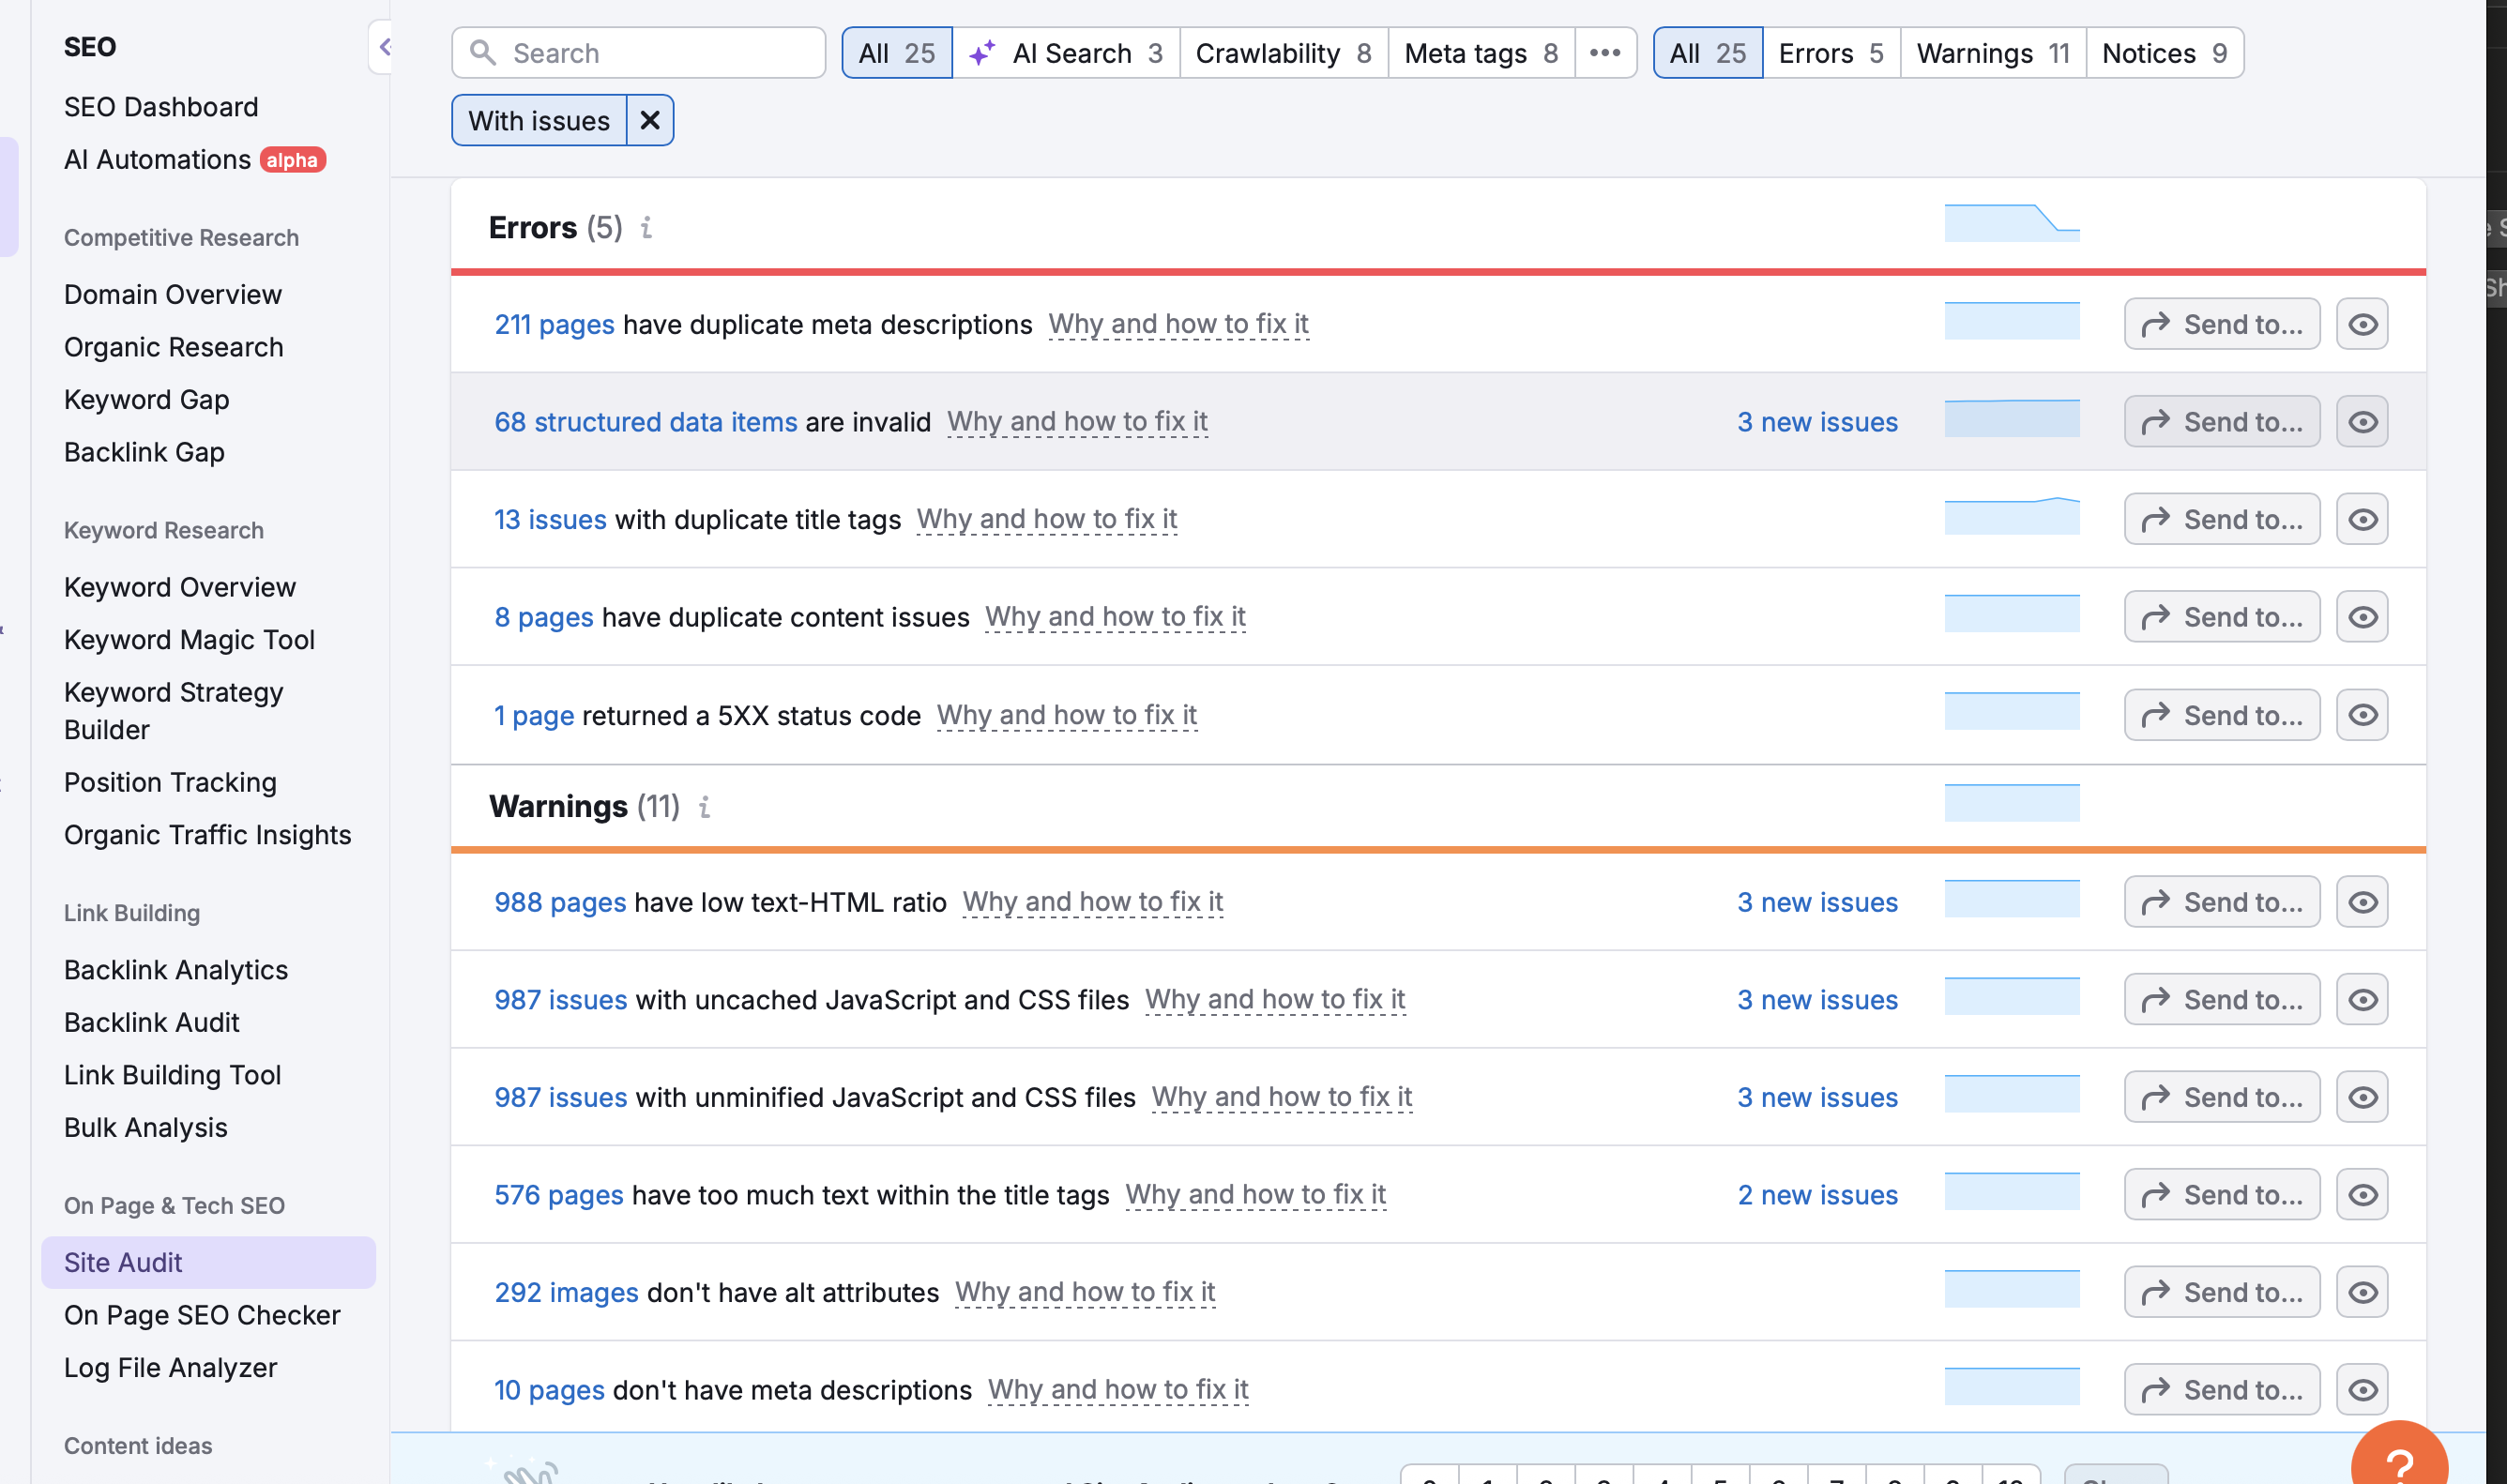 SEO
SEO Dashboard
AI Automations alpha
Competitive Research
Domain Overview
Organic Research
Keyword Gap
Backlink Gap
Keyword Research
Keyword Overview
Keyword Magic Tool
Keyword Strategy
Builder
Position Tracking
Organic Traffic Insights
Link Building
Backlink Analytics
Backlink Audit
Link Building Tool
Bulk Analysis
On Page & Tech SEO
Site Audit
On Page SEO Checker
Log File Analyzer
Content ideas
Search
All 25 AI Search 3 Crawlability 8 Meta tags 8 ••• All 25 Errors 5 Warnings 11 Notices 9
With issues
Errors (5) i
211 pages have duplicate meta descriptions Why and how to fix it Send to...
68 structured data items are invalid Why and how to fix it 3 new issues Send to...
13 issues with duplicate title tags Why and how to fix it Send to...
8 pages have duplicate content issues Why and how to fix it Send to...
1 page returned a 5XX status code Why and how to fix it Send to...
Warnings (11) i
988 pages have low text-HTML ratio Why and how to fix it 3 new issues Send to...
987 issues with uncached JavaScript and CSS files Why and how to fix it 3 new issues Send to...
987 issues with unminified JavaScript and CSS files Why and how to fix it 3 new issues Send to...
576 pages have too much text within the title tags Why and how to fix it 2 new issues Send to...
292 images don't have alt attributes Why and how to fix it Send to...
10 pages don't have meta descriptions Why and how to fix it Send to...
?